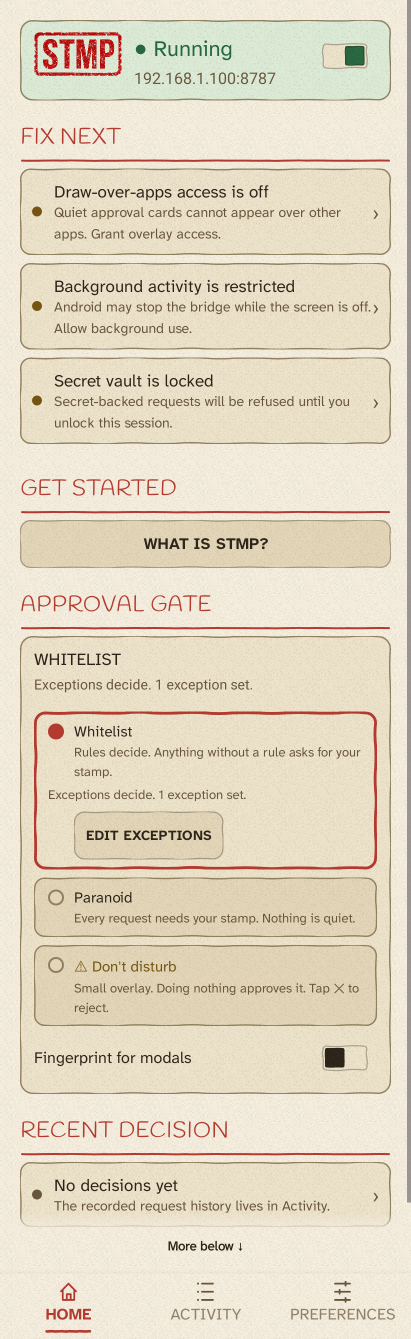 STMP
● Running
192.168.1.100:8787
FIX NEXT
Draw-over-apps access is off
Quiet approval cards cannot appear over other
apps. Grant overlay access.
›
Background activity is restricted
Android may stop the bridge while the screen is off.
Allow background use.
›
Secret vault is locked
Secret-backed requests will be refused until you
unlock this session.
›
GET STARTED
WHAT IS STMP?
APPROVAL GATE
WHITELIST
Exceptions decide. 1 exception set.
Whitelist
Rules decide. Anything without a rule asks for your
stamp.
Exceptions decide. 1 exception set.
EDIT EXCEPTIONS
Paranoid
Every request needs your stamp. Nothing is quiet.
⚠ Don't disturb
Small overlay. Doing nothing approves it. Tap ✕ to
reject.
Fingerprint for modals
RECENT DECISION
No decisions yet
The recorded request history lives in Activity.
›
More below ↓
HOME
ACTIVITY
PREFERENCES